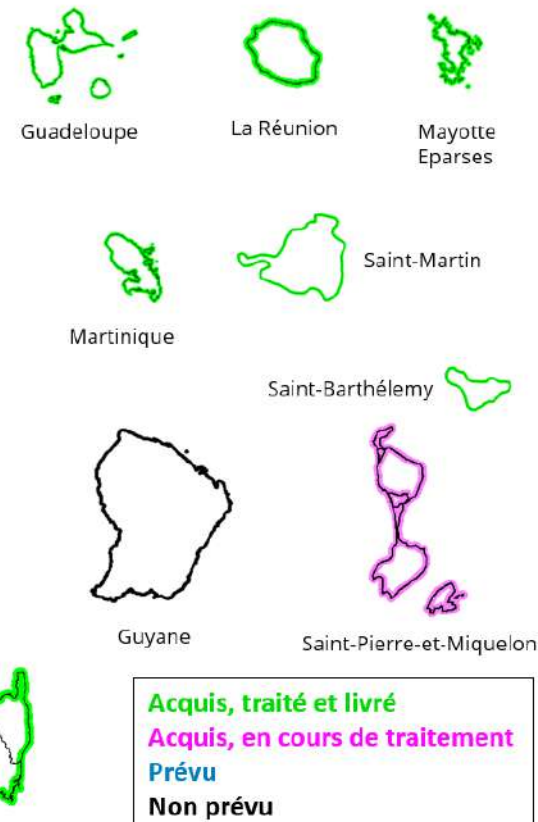 Guadeloupe
La Réunion
Mayotte
Eparses
Saint-Martin
Martinique
Saint-Barthélemy
Guyane
Saint-Pierre-et-Miquelon
Acquis, traité et livré
Acquis, en cours de traitement
Prévu
Non prévu